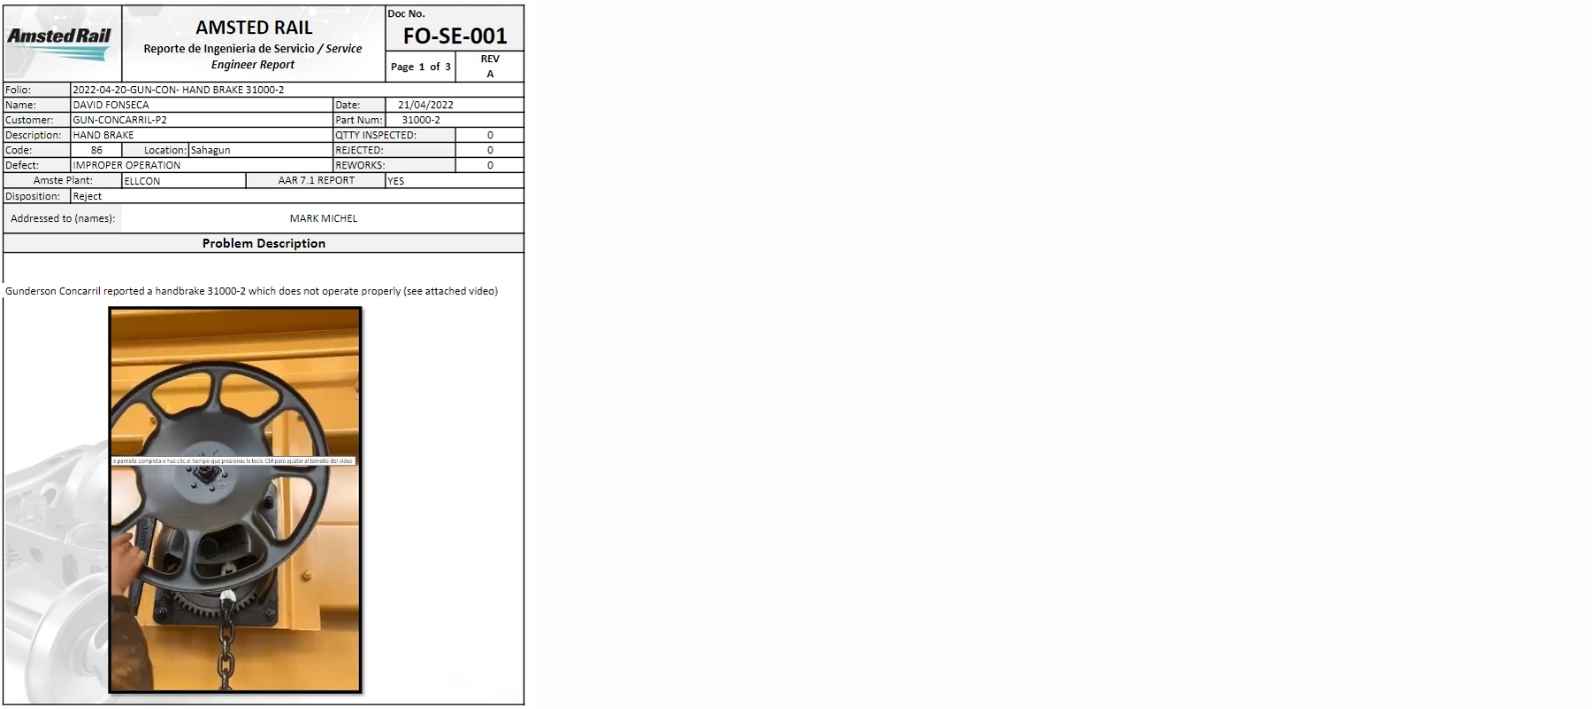 AmstedRail
AMSTED RAIL
Reporte de Ingenieria de Servicio / Service
Engineer Report
Doc No.
FO-SE-001
Page 1 of 3
REV
A
Folio: 2022-04-20-GUN-CON- HAND BRAKE 31000-2
Name: DAVID FONSECA Date: 21/04/2022
Customer: GUN-CONCARRIL-P2 Part Num: 31000-2
Description: HAND BRAKE QTTY INSPECTED: 0
Code: 86 Location: Sahagun REJECTED: 0
Defect: IMPROPER OPERATION REWORKS: 0
Amste Plant: ELLCON AAR 7.1 REPORT YES
Disposition: Reject
Addressed to (names): MARK MICHEL
Problem Description
Gunderson Concarril reported a handbrake 31000-2 which does not operate properly (see attached video)